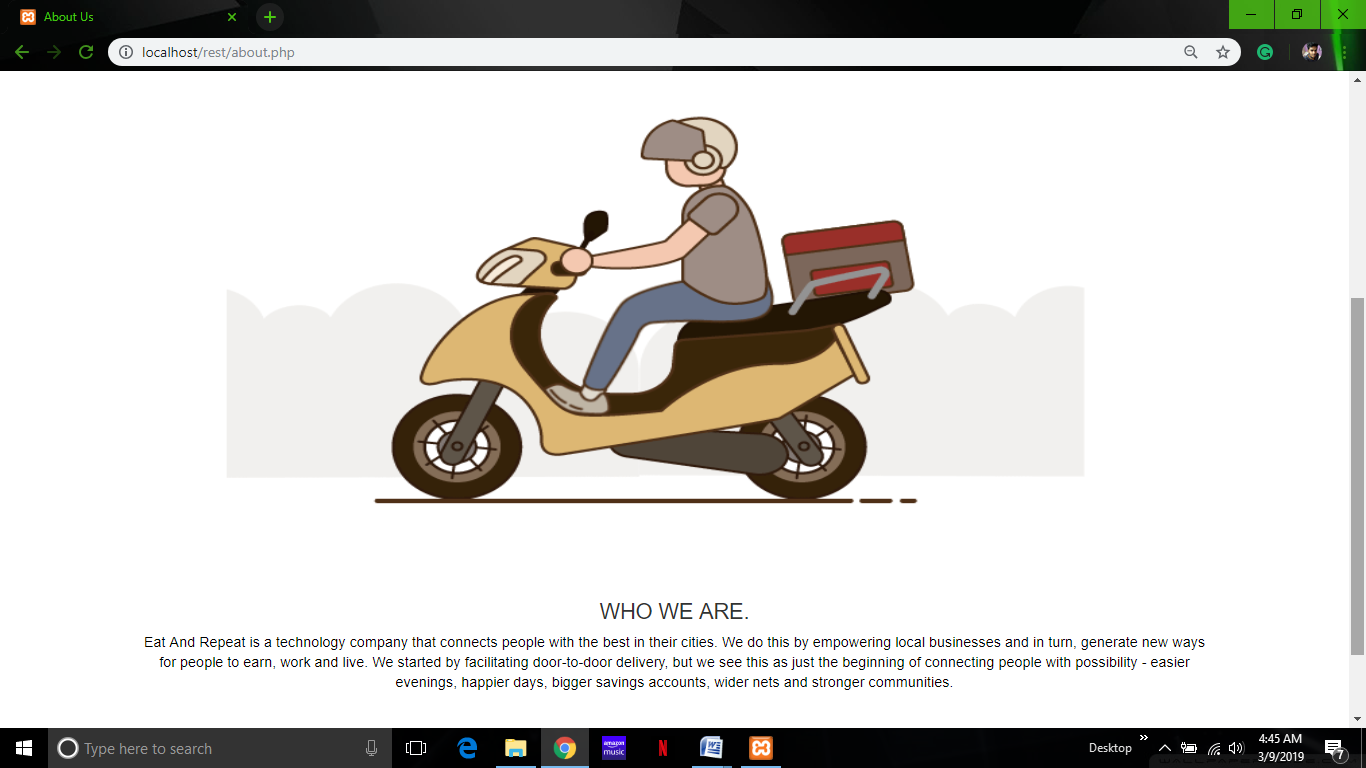 About Us
localhost/rest/about.php
WHO WE ARE.
Eat And Repeat is a technology company that connects people with the best in their cities. We do this by empowering local businesses and in turn, generate new ways
for people to earn, work and live. We started by facilitating door-to-door delivery, but we see this as just the beginning of connecting people with possibility - easier
evenings, happier days, bigger savings accounts, wider nets and stronger communities.
Type here to search
amazon
music
N
W
Desktop
4:45 AM
3/9/2019
7